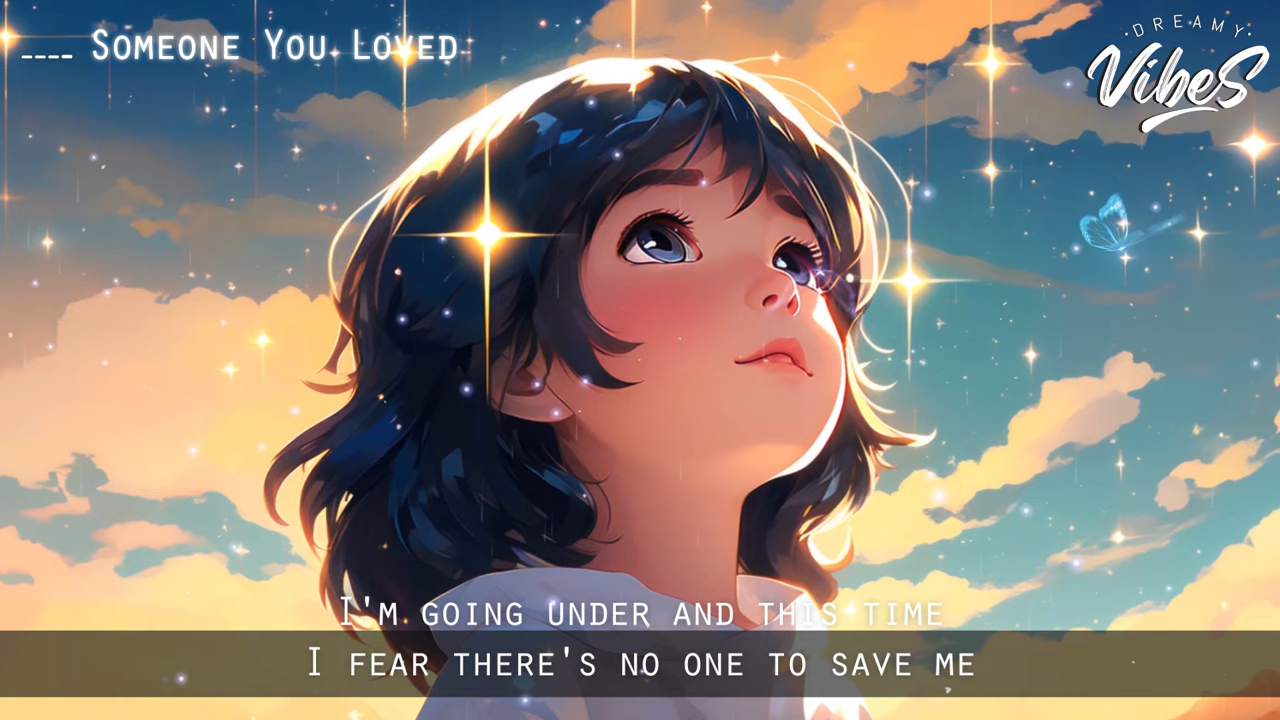 ____ Someone You Loved
·DREAMY·
Vibes
I'M GOING UNDER AND THIS TIME
I FEAR THERE'S NO ONE TO SAVE ME